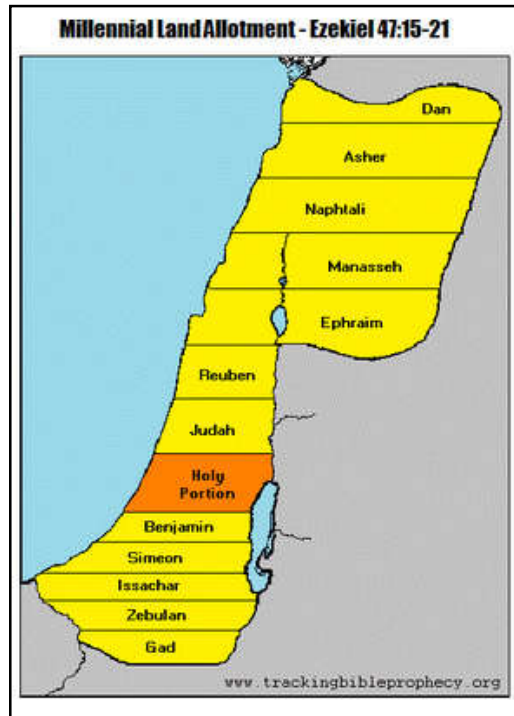 Millennial Land Allotment - Ezekiel 47:15-21
Dan
Asher
Naphtali
Manasseh
Ephraim
Reuben
Judah
Holy
Portion
Benjamin
Simeon
Issachar
Zebulan
Gad
www.trackingbibleprophecy.org